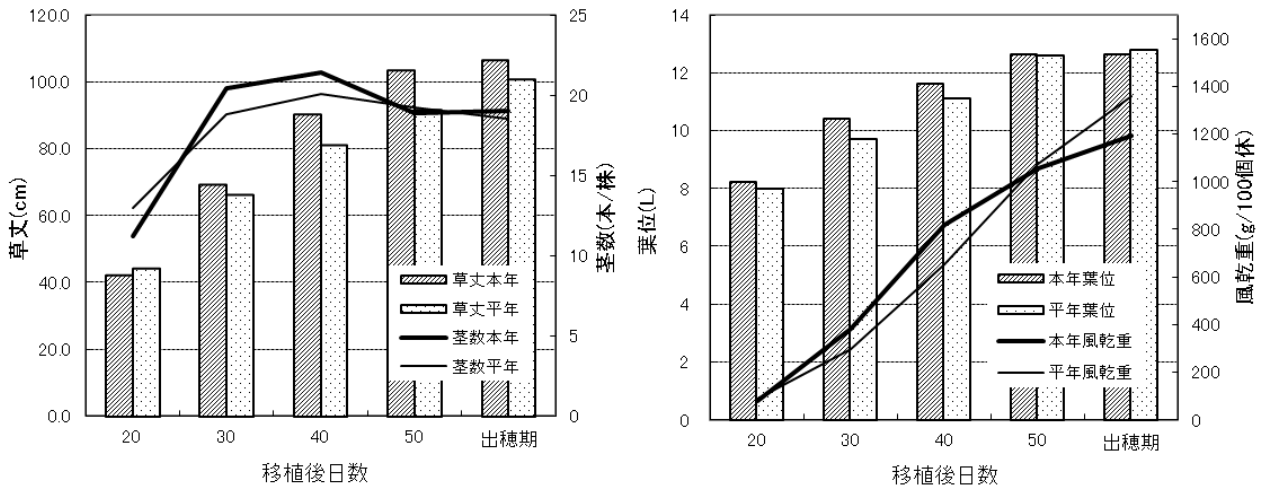 120.0
100.0
80.0
60.0
40.0
20.0
0.0
草丈(cm)
25
20
15
10
5
0
茎数(本/株)
草丈本年
草丈平年
茎数本年
茎数平年
20
30
40
50
出穂期
移植後日数
14
12
10
8
6
4
2
0
葉位(L)
1600
1400
1200
1000
800
600
400
200
0
風乾重(g/100個休)
本年葉位
平年葉位
本年風乾重
平年風乾重
20
30
40
50
出穂期
移植後日数